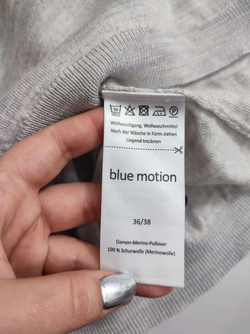 Wollwaschgang, Wollwaschmittel
Nach der Wäsche in Form ziehen
Liegend trocknen
blue motion
36/38
Damen-Merino-Pullover
100 % Schurwolle (Merinowolle)